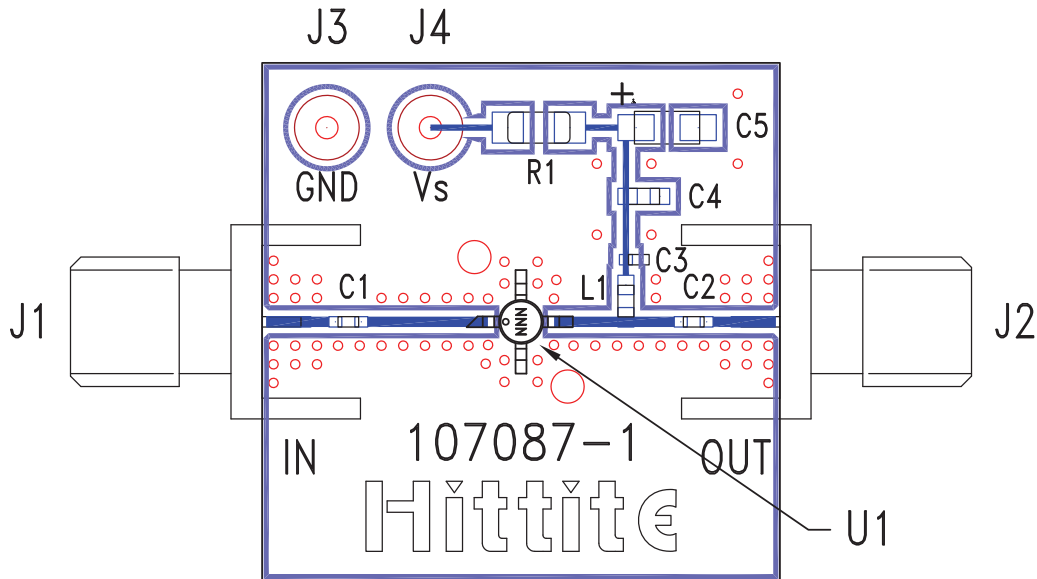 J3 J4
+
C5
R1
GND Vs
C4
C3
C1 L1 C2
J1 NNN J2
107087-1
IN OUT
Hittite
U1